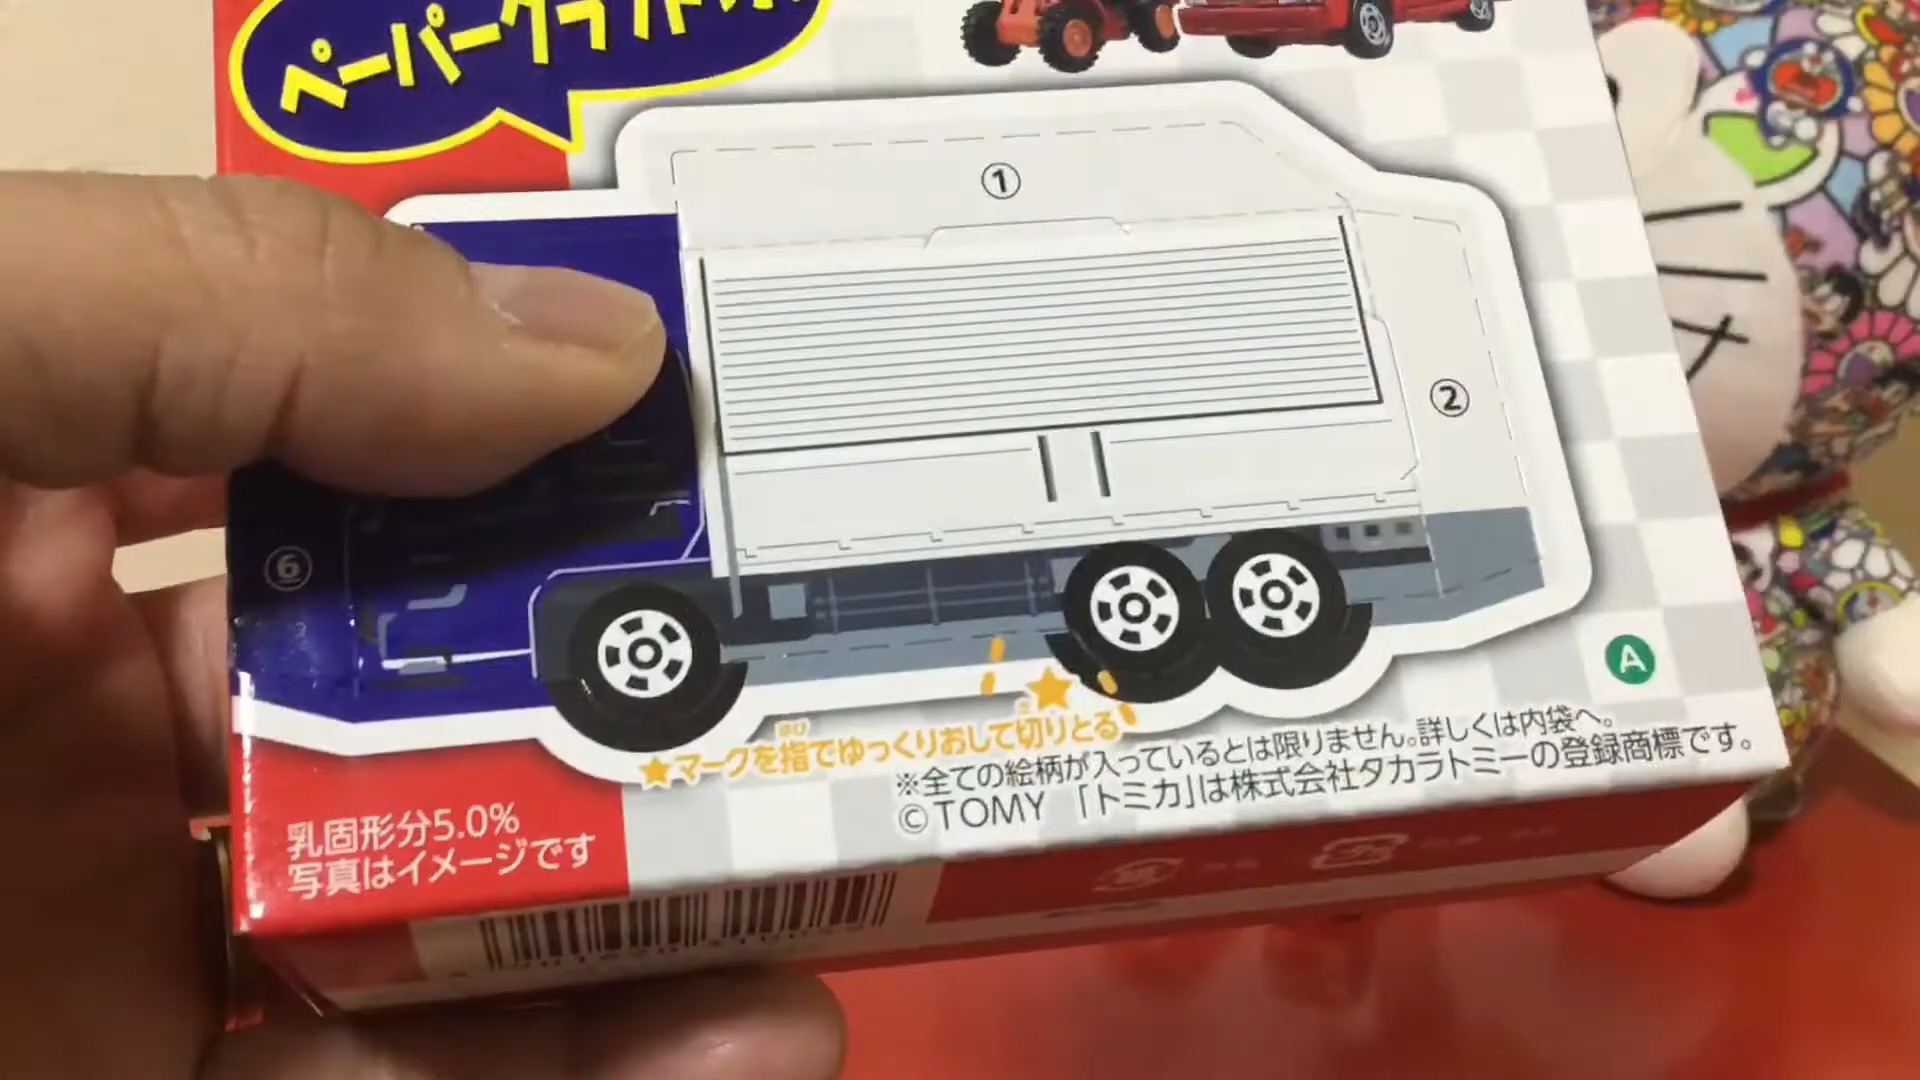 ペーパークラフト
①
②
⑥
A
★マークを指でゆっくりおして切りとる
※全ての絵柄が入っているとは限りません。詳しくは内袋へ。
©TOMY 「トミカ」は株式会社タカラトミーの登録商標です。
乳固形分5.0%
写真はイメージです